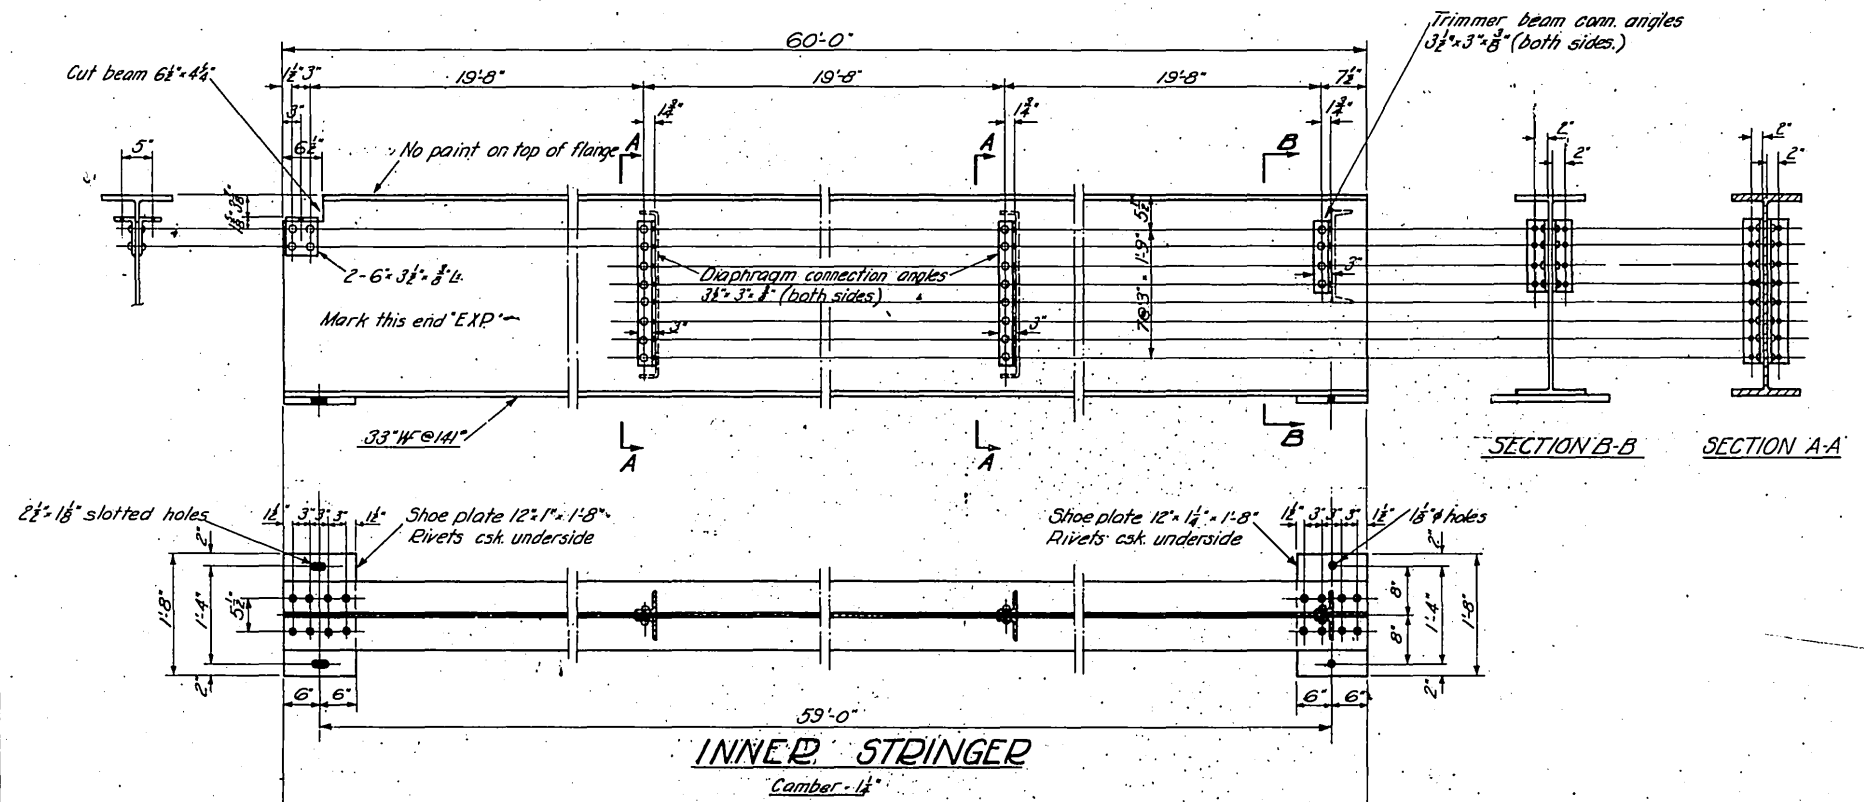 Trimmer beam conn. angles
3½"×3"×⅜" (both sides.)
60'-0"
Cut beam 6½"×4¼"
1½" 3"
19'-8"
19'-8"
19'-8"
7½"
3"
1¾"
1¾"
1¾"
6½"
5"
No paint on top of flange
A
A
B
2"
2"
2"
2"
5½"
2-6"×3½"×⅜" Ls.
Diaphragm connection angles
(both sides)
7@3" = 1'-9"
3"
3"
3"
Mark this end "EXP."
33" WF @ 141#
A
A
B
SECTION B-B
SECTION A-A
2½"×1⅛" slotted holes
1½" 3" 3" 3" 1½"
Shoe plate 12"×1"×1'-8"
Rivets csk. underside
Shoe plate 12"×1¼"×1'-8"
Rivets csk. underside
1½" 3" 3" 3" 1½"
1⅛" φ holes
2"
2"
1'-8"
1'-4"
5½"
8"
8"
1'-4"
1'-8"
2"
2"
6" 6"
6" 6"
59'-0"
INNER STRINGER
Camber - 1¼"